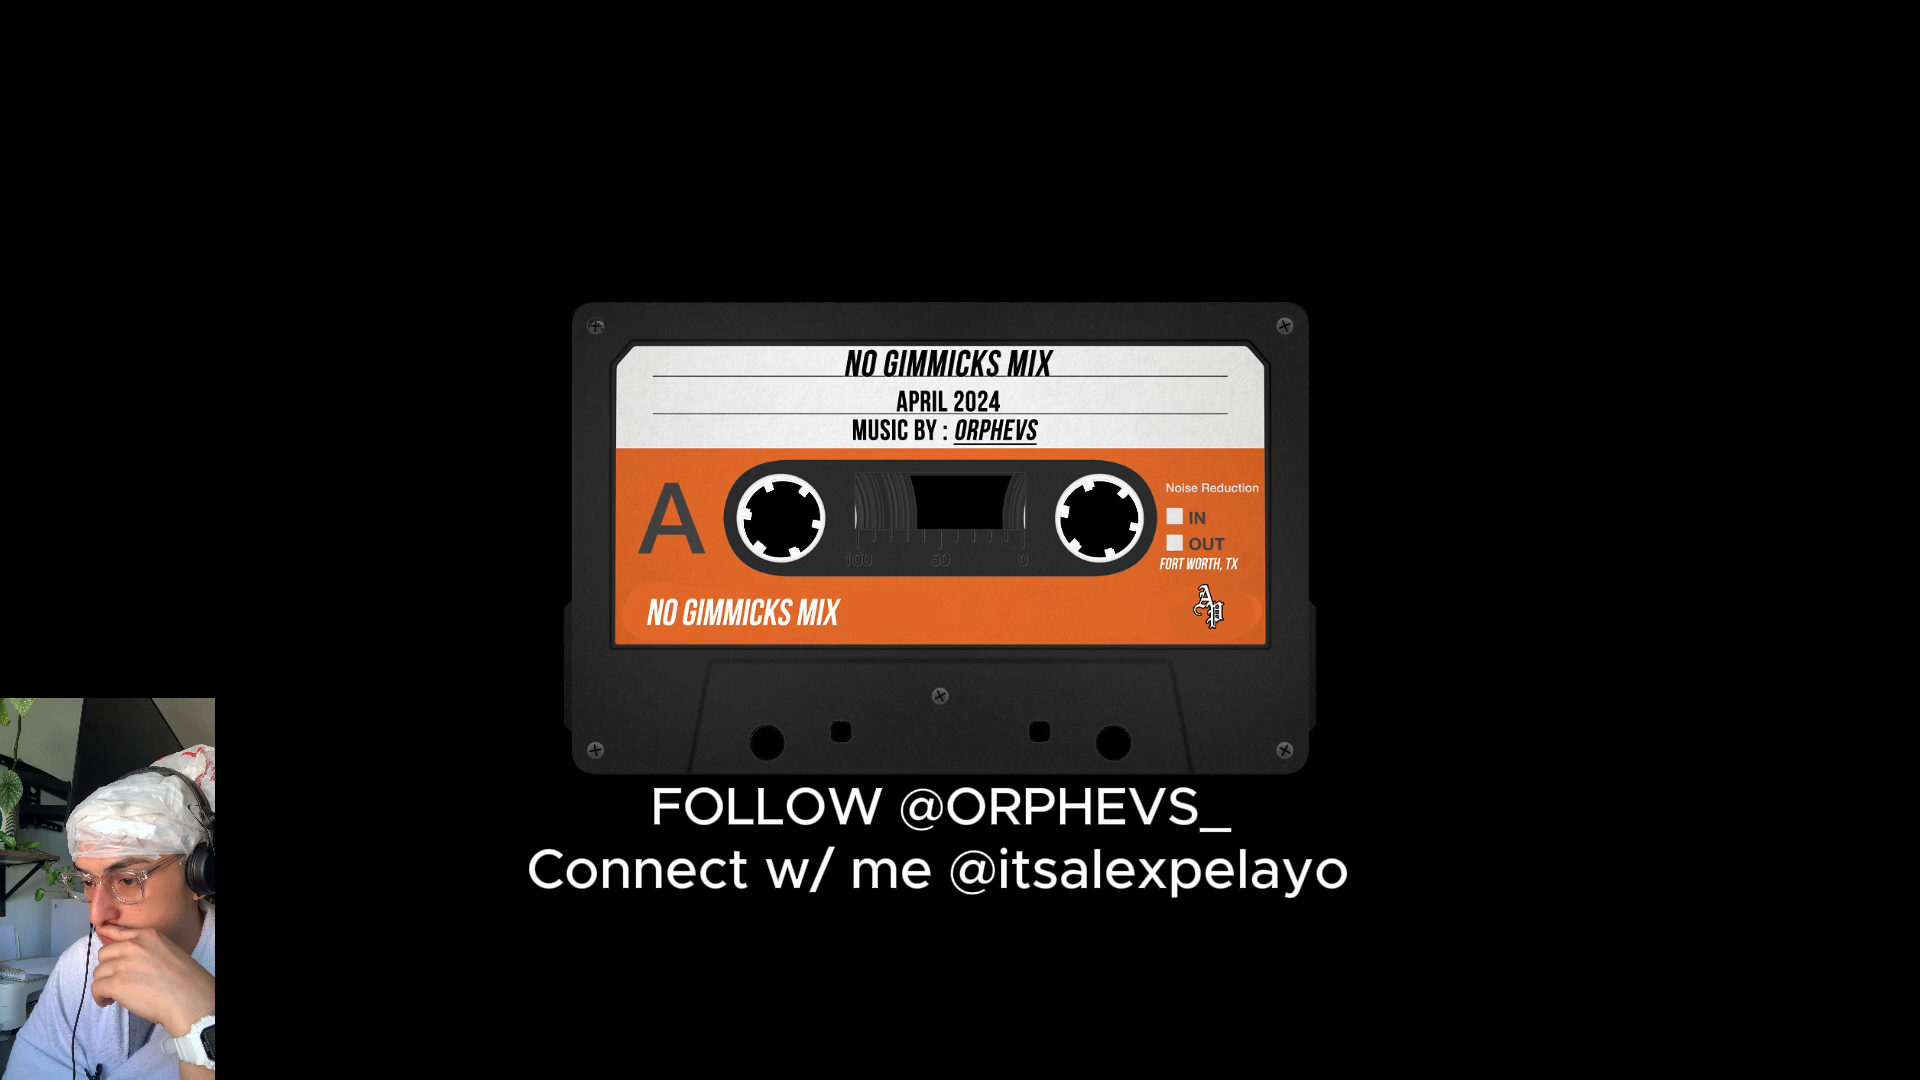 NO GIMMICKS MIX
APRIL 2024
MUSIC BY : ORPHEVS
A
Noise Reduction
IN
OUT
FORT WORTH, TX
100 50 0
NO GIMMICKS MIX
AP
FOLLOW @ORPHEVS_
Connect w/ me @itsalexpelayo